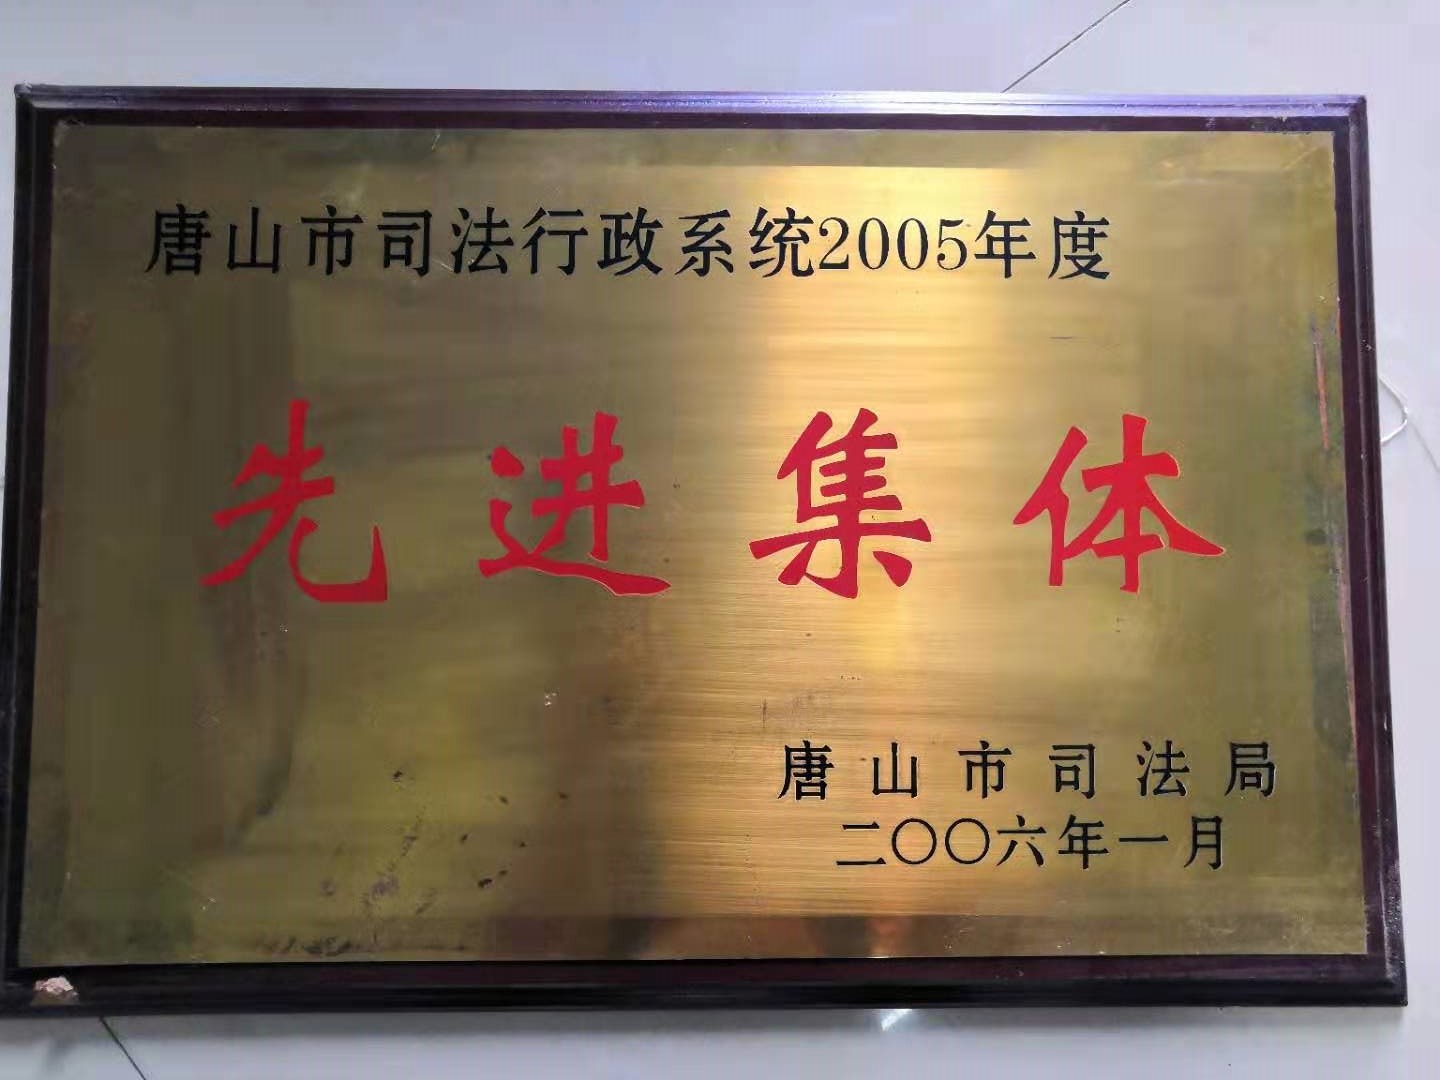 唐山市司法行政系统2005年度
先进集体
唐山市司法局
二〇〇六年一月